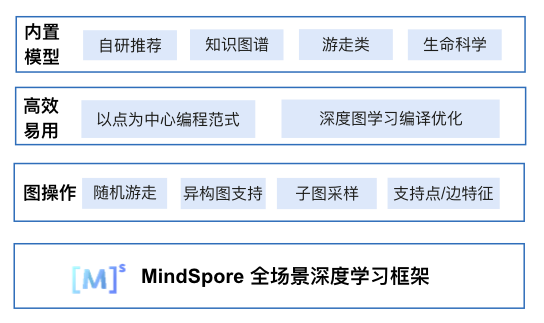 内置
模型
自研推荐 知识图谱 游走类 生命科学
高效
易用
以点为中心编程范式 深度图学习编译优化
图操作 随机游走 异构图支持 子图采样 支持点/边特征
[M]s MindSpore 全场景深度学习框架